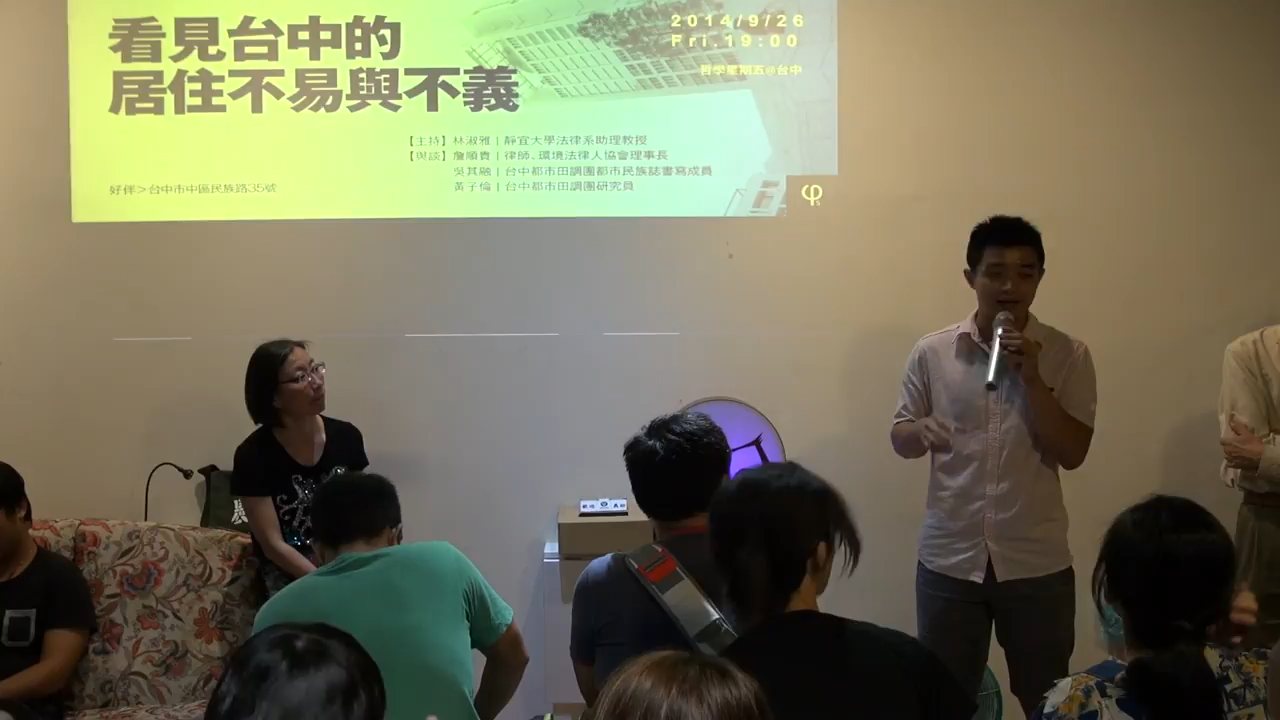 看見台中的
居住不易與不義
2014/9/26
Fri.19:00
哲學星期五@台中
【主持】林淑雅|靜宜大學法律系助理教授
【與談】詹順貴|律師、環境法律人協會理事長
吳其融|台中都市田調團都市民族誌書寫成員
黃子倫|台中都市田調團研究員
好伴>台中市中區民族路35號
φ